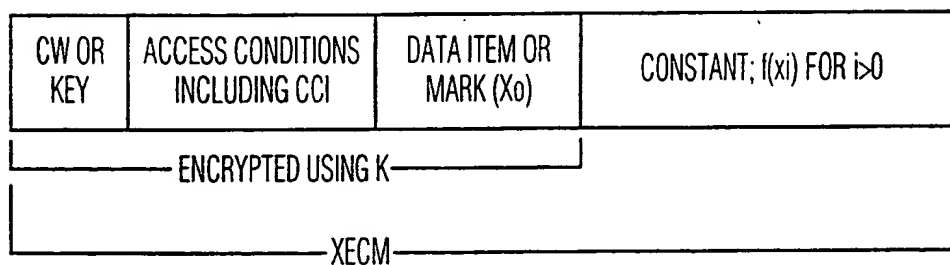 CW OR
KEY
ACCESS CONDITIONS
INCLUDING CCI
DATA ITEM OR
MARK (Xo)
CONSTANT; f(xi) FOR i>0
ENCRYPTED USING K
XECM